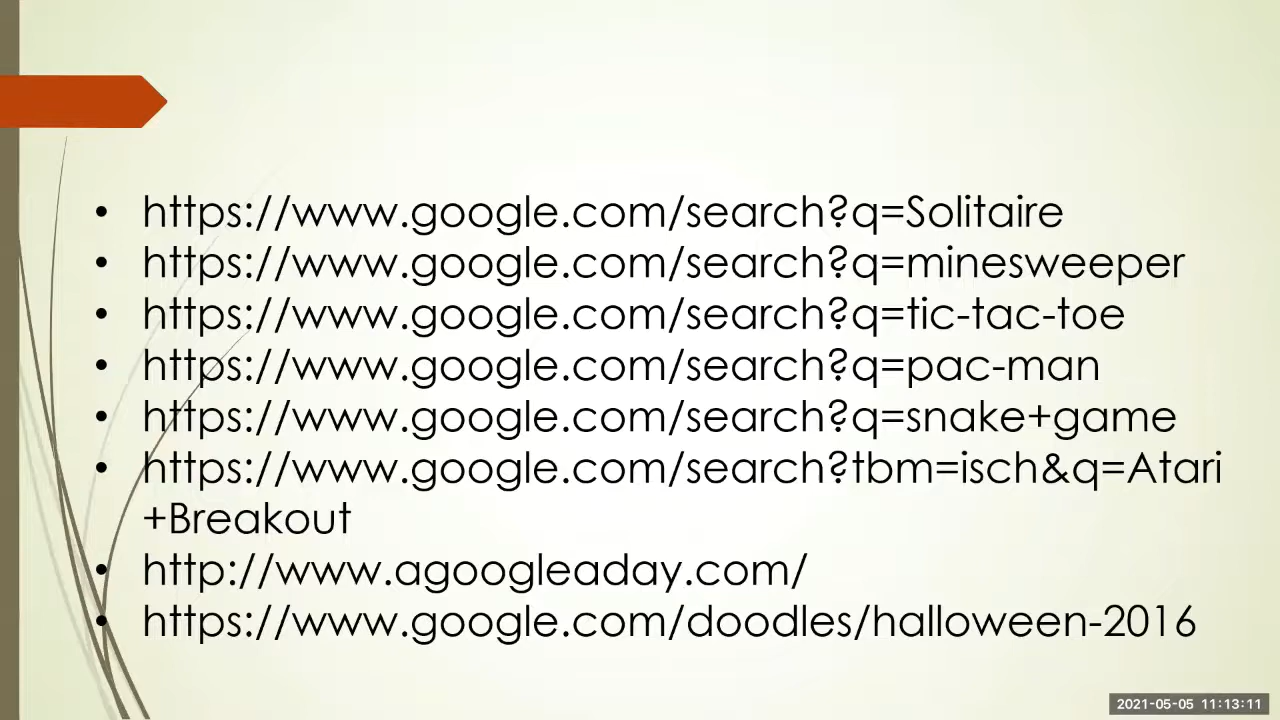 • https://www.google.com/search?q=Solitaire
• https://www.google.com/search?q=minesweeper
• https://www.google.com/search?q=tic-tac-toe
• https://www.google.com/search?q=pac-man
• https://www.google.com/search?q=snake+game
• https://www.google.com/search?tbm=isch&q=Atari
+Breakout
• http://www.agoogleaday.com/
• https://www.google.com/doodles/halloween-2016
2021-05-05 11:13:11